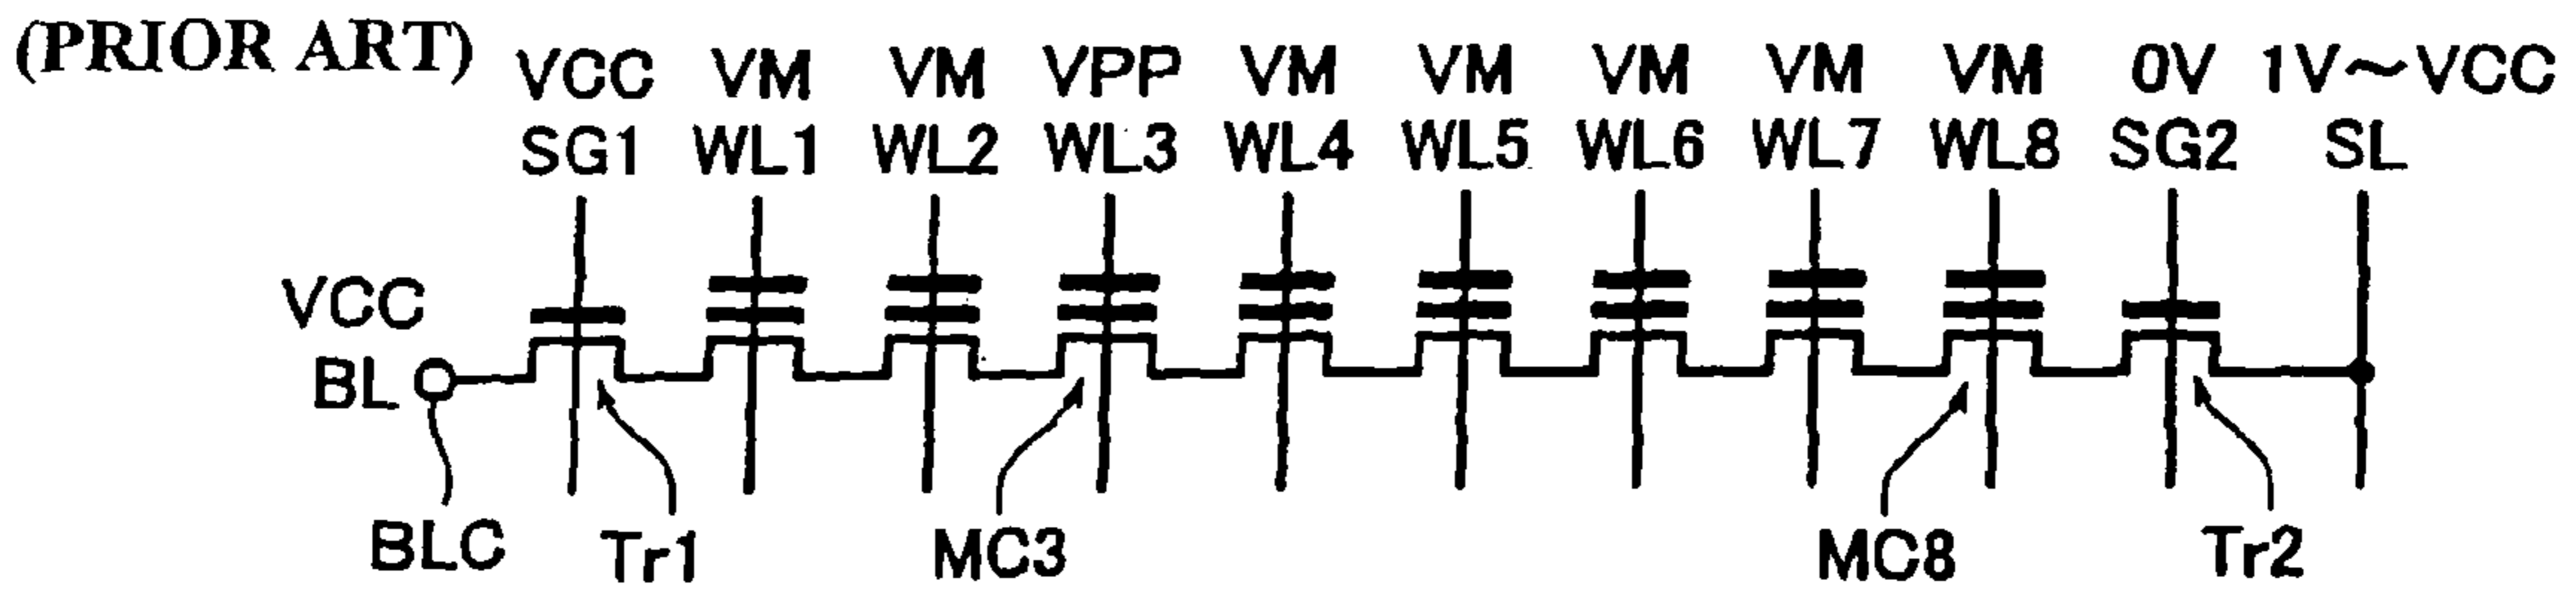 (PRIOR ART)
VCC VM VM VPP VM VM VM VM VM 0V 1V~VCC
SG1 WL1 WL2 WL3 WL4 WL5 WL6 WL7 WL8 SG2 SL
VCC
BL
BLC Tr1 MC3 MC8 Tr2